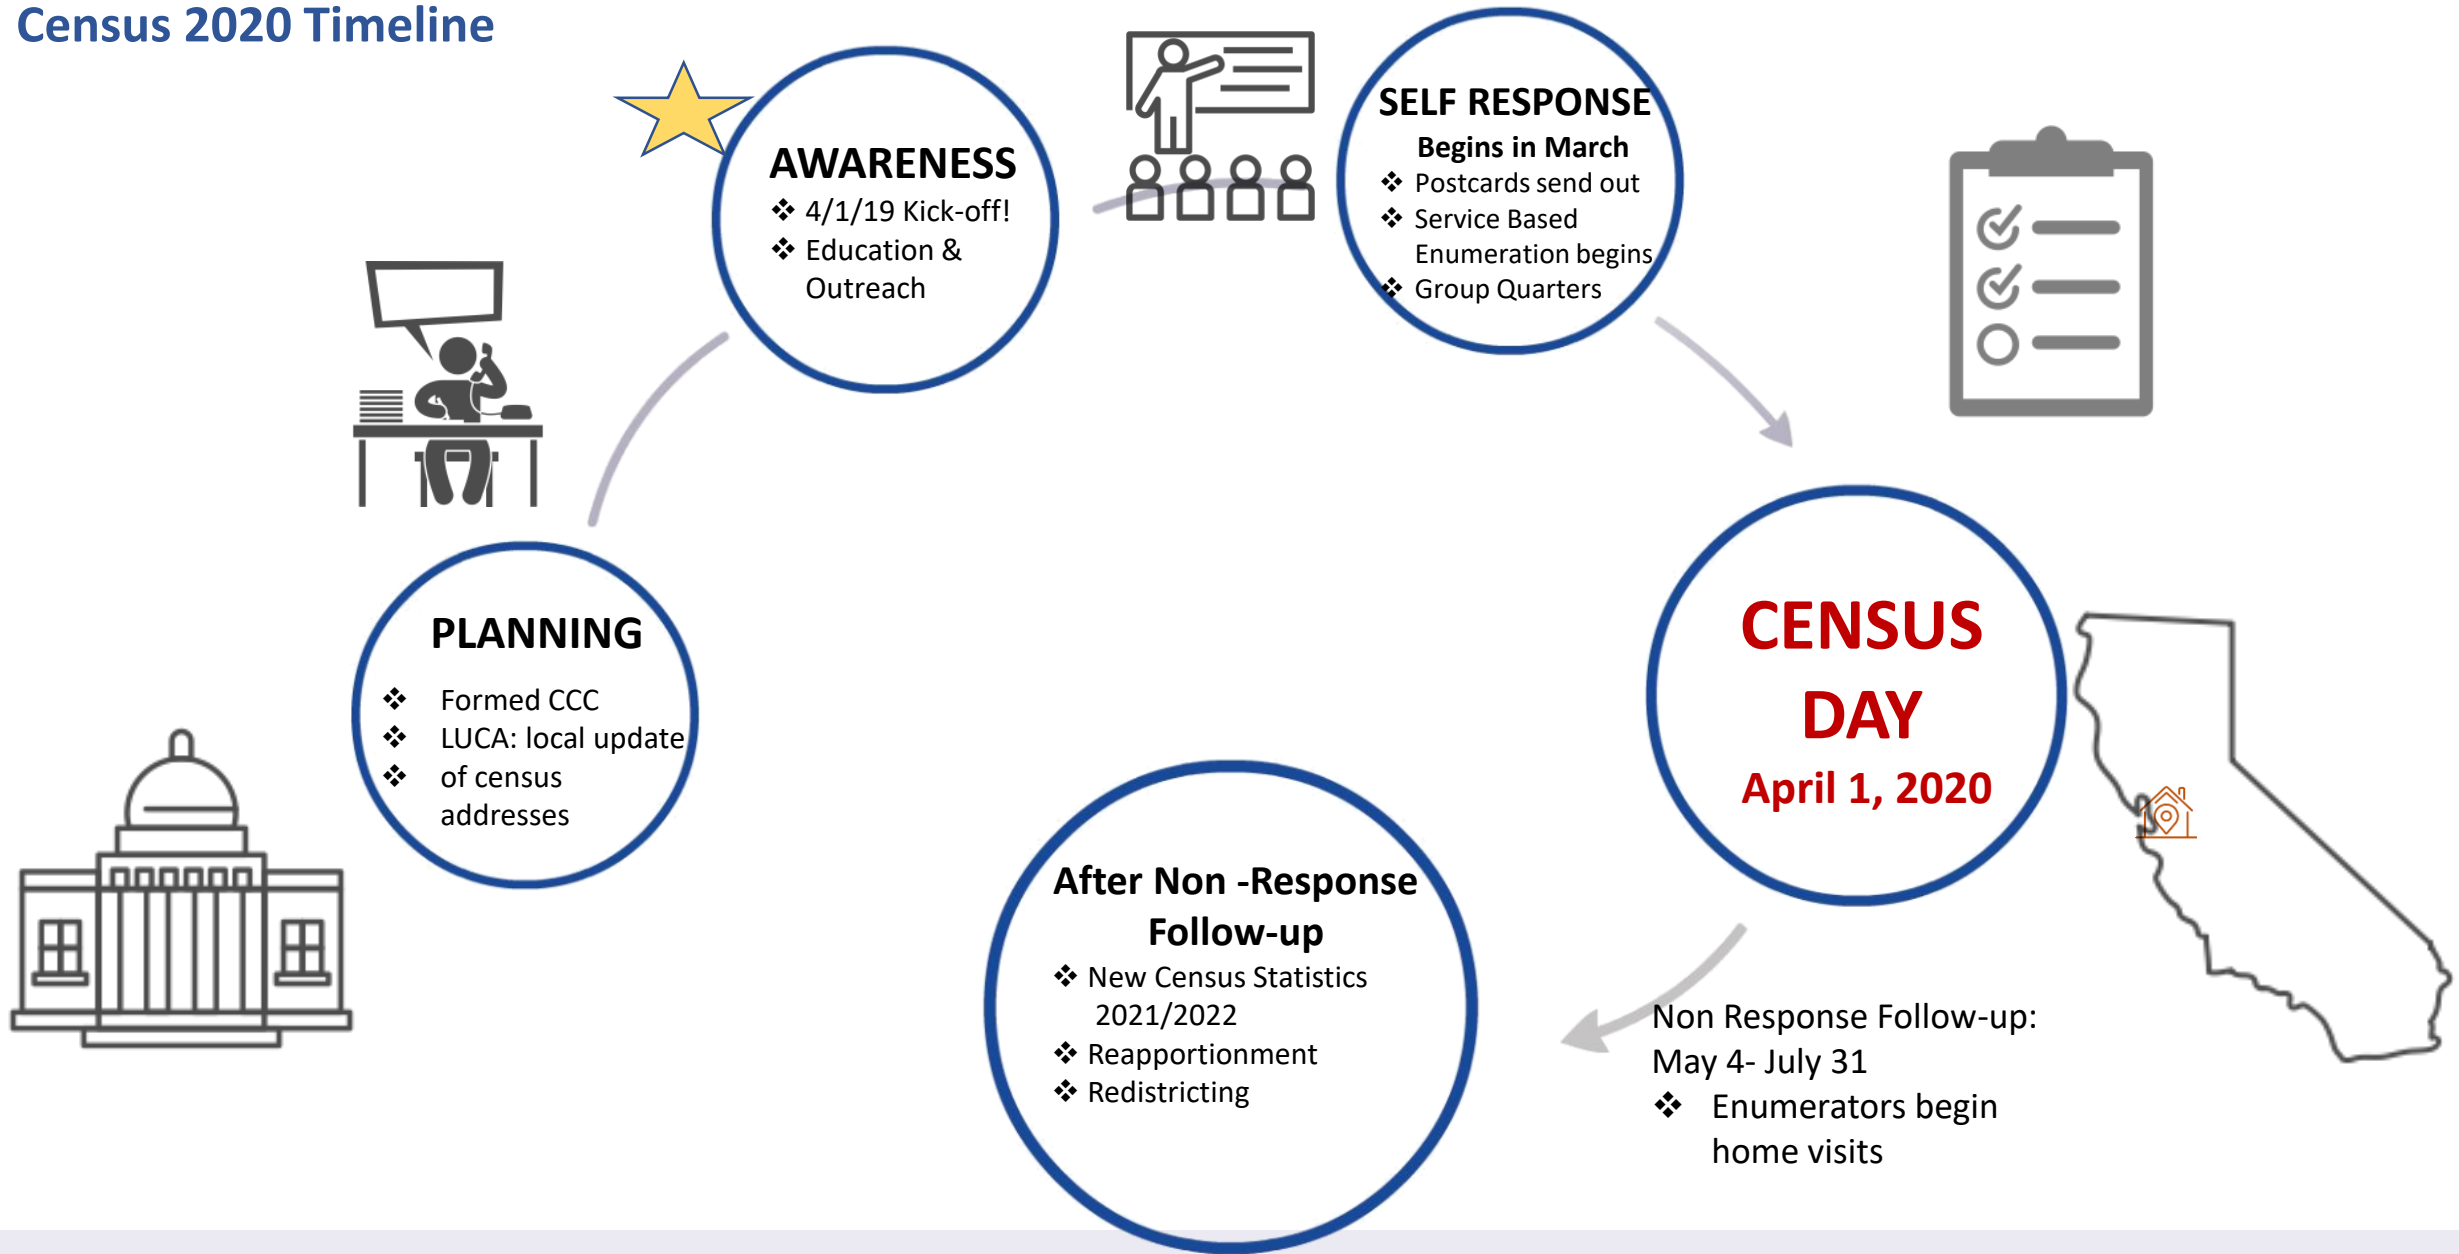 Census 2020 Timeline
PLANNING
❖ Formed CCC
❖ LUCA: local update
❖ of census
addresses
AWARENESS
❖ 4/1/19 Kick-off!
❖ Education &
Outreach
SELF RESPONSE
Begins in March
❖ Postcards send out
❖ Service Based
Enumeration begins
❖ Group Quarters
CENSUS
DAY
April 1, 2020
Non Response Follow-up:
May 4- July 31
❖ Enumerators begin
home visits
After Non -Response
Follow-up
❖ New Census Statistics
2021/2022
❖ Reapportionment
❖ Redistricting